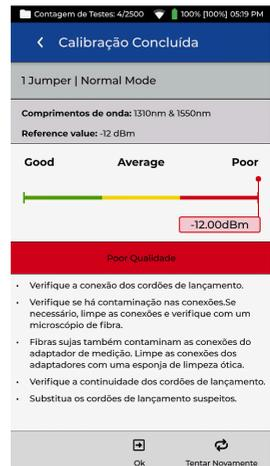 Contagem de Testes: 4/2500 100% [100%] 05:19 PM
Calibração Concluída
1 Jumper | Normal Mode
Comprimentos de onda: 1310nm & 1550nm
Reference value: -12 dBm
Good Average Poor
-12.00dBm
Poor Qualidade
• Verifique a conexão dos cordões de lançamento.
• Verifique se há contaminação nas conexões.Se
necessário, limpe as conexões e verifique com um
microscópio de fibra.
• Fibras sujas também contaminam as conexões do
adaptador de medição. Limpe as conexões dos
adaptadores com uma esponja de limpeza ótica.
• Verifique a continuidade dos cordões de lançamento.
• Substitua os cordões de lançamento suspeitos.
Ok Tentar Novamente